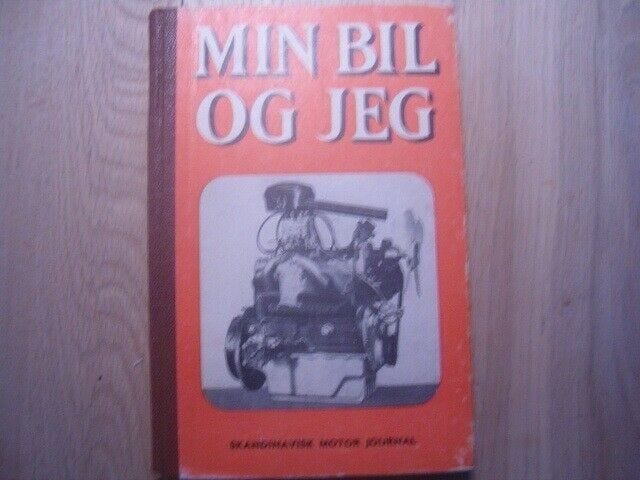 MIN BIL
OG JEG
SKANDINAVISK MOTOR JOURNAL